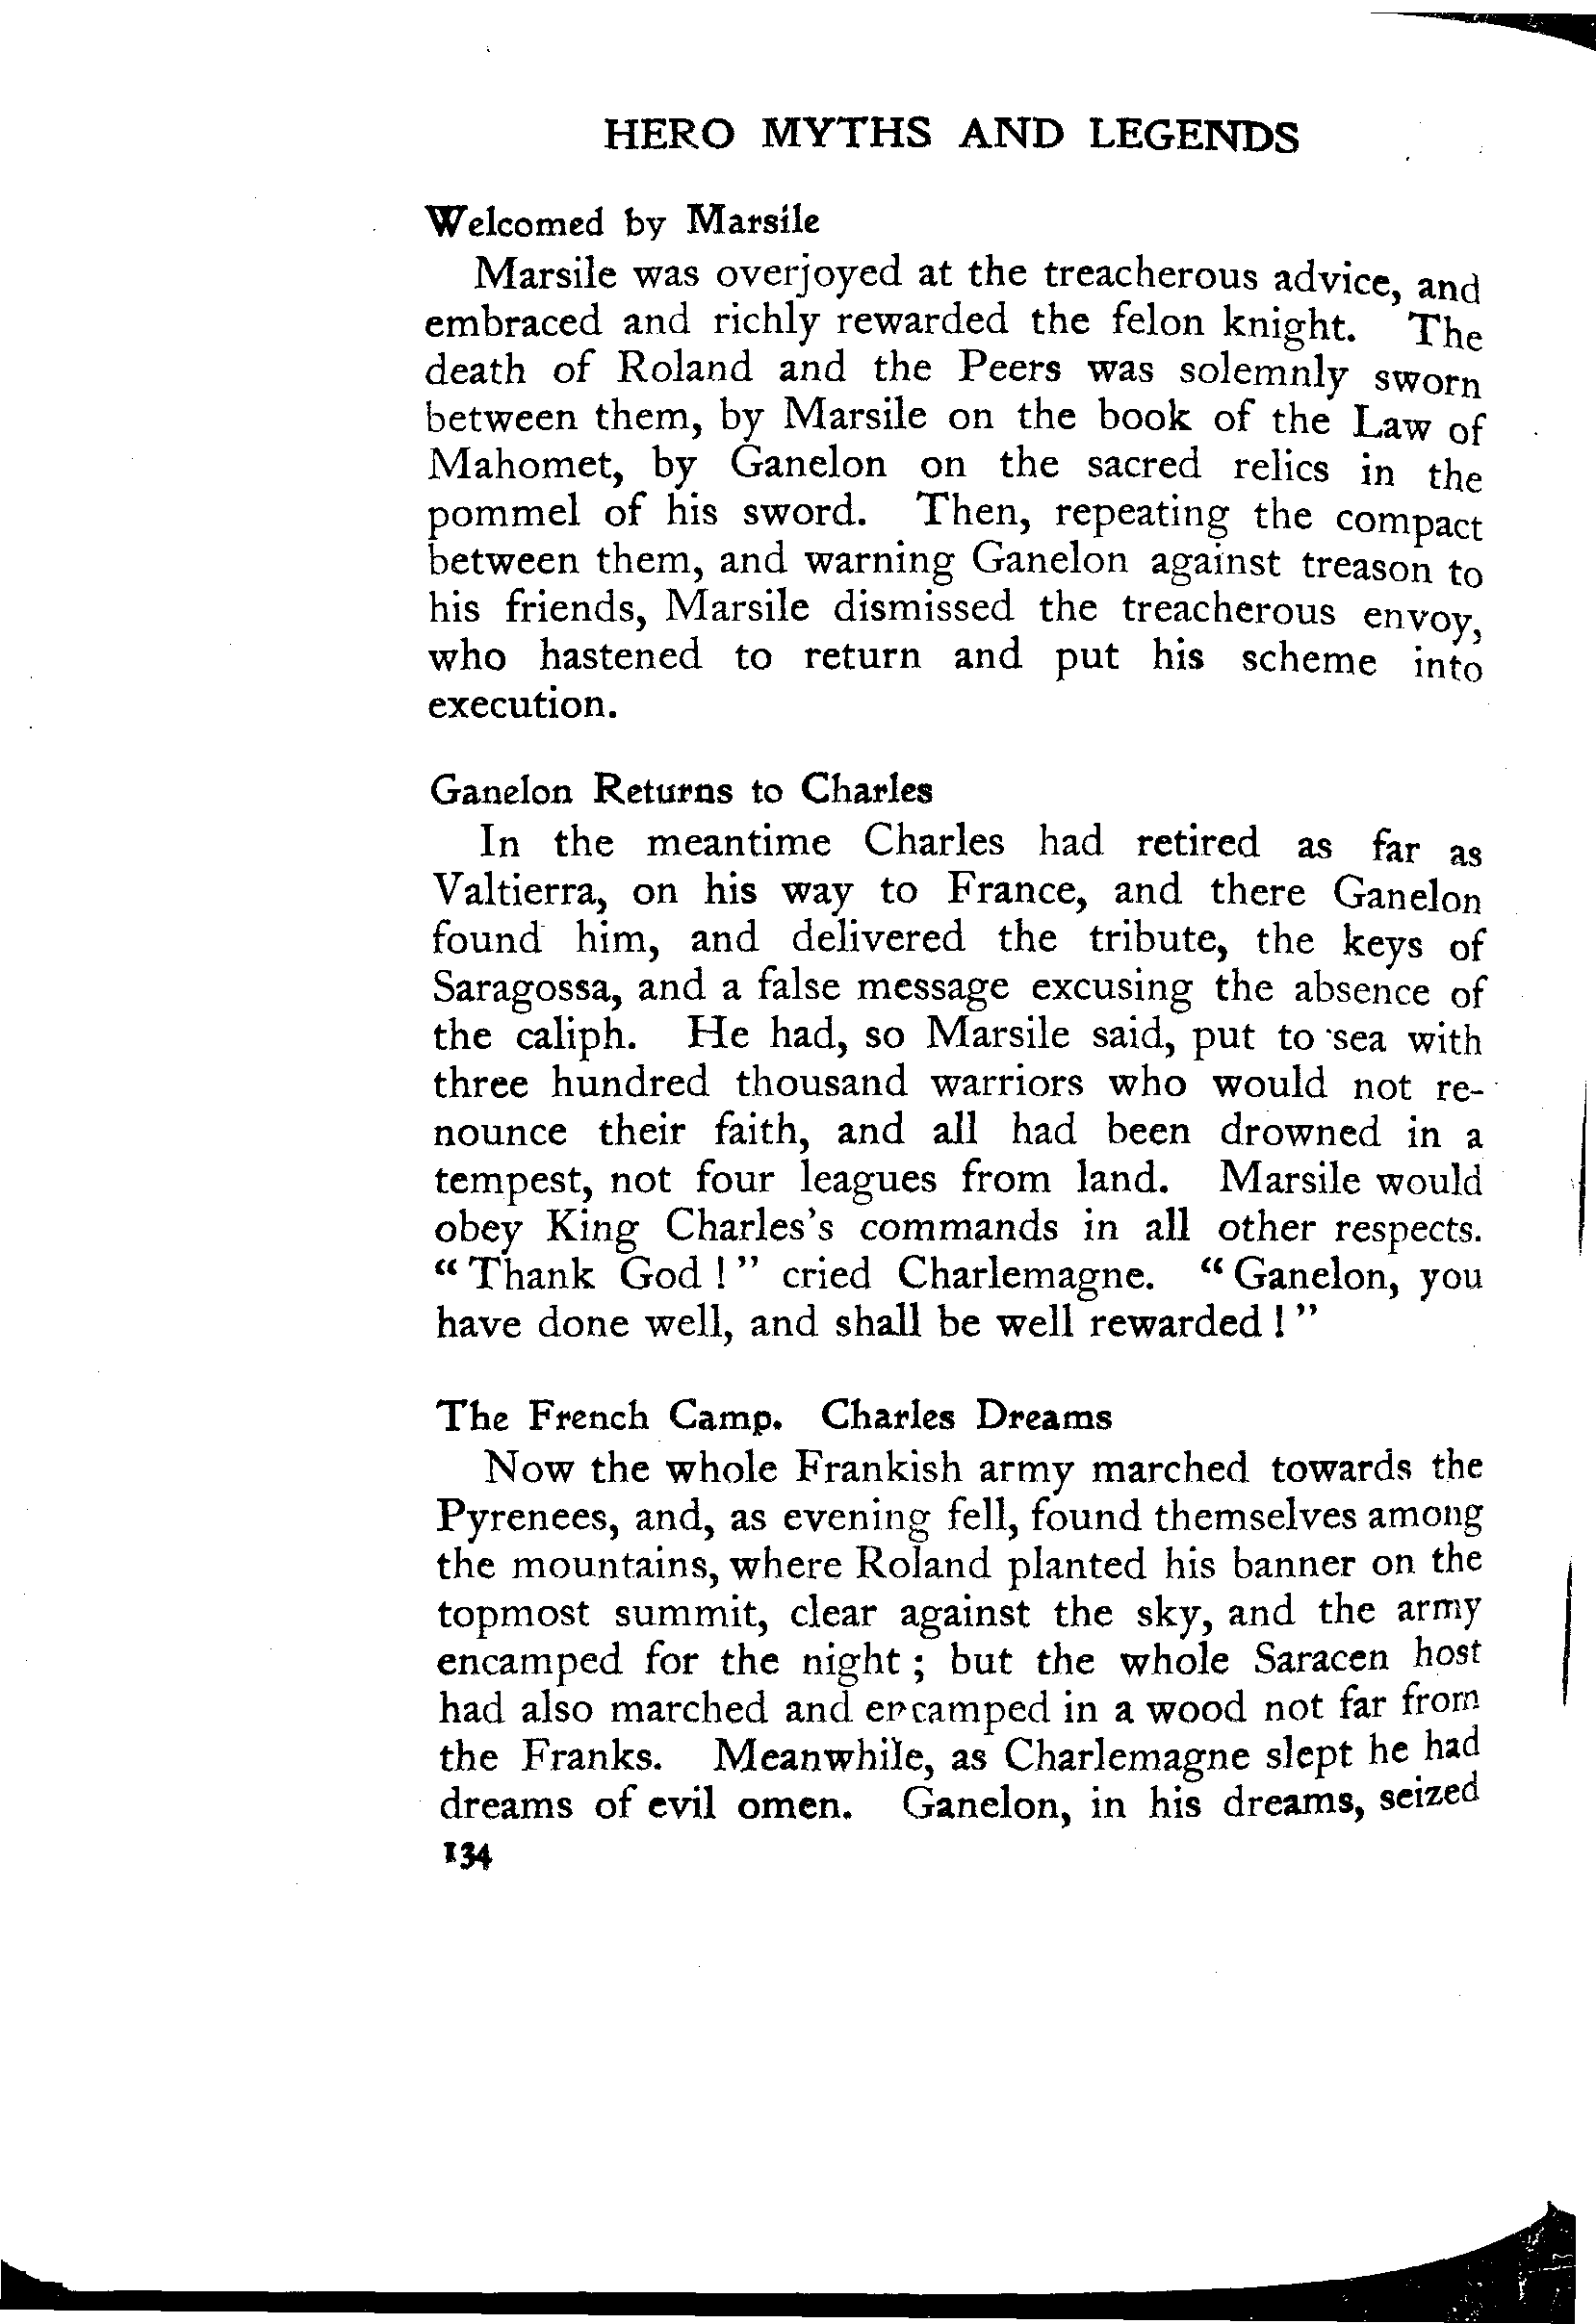 HERO MYTHS AND LEGENDS
Welcomed by Marsile
Marsile was overjoyed at the treacherous advice, and
embraced and richly rewarded the felon knight. The
death of Roland and the Peers was solemnly sworn
between them, by Marsile on the book of the Law of
Mahomet, by Ganelon on the sacred relics in the
pommel of his sword. Then, repeating the compact
between them, and warning Ganelon against treason to
his friends, Marsile dismissed the treacherous envoy,
who hastened to return and put his scheme into
execution.
Ganelon Returns to Charles
In the meantime Charles had retired as far as
Valtierra, on his way to France, and there Ganelon
found him, and delivered the tribute, the keys of
Saragossa, and a false message excusing the absence of
the caliph. He had, so Marsile said, put to sea with
three hundred thousand warriors who would not re-
nounce their faith, and all had been drowned in a
tempest, not four leagues from land. Marsile would
obey King Charles's commands in all other respects.
“Thank God!” cried Charlemagne. “Ganelon, you
have done well, and shall be well rewarded!”
The French Camp. Charles Dreams
Now the whole Frankish army marched towards the
Pyrenees, and, as evening fell, found themselves among
the mountains, where Roland planted his banner on the
topmost summit, clear against the sky, and the army
encamped for the night; but the whole Saracen host
had also marched and encamped in a wood not far from
the Franks. Meanwhile, as Charlemagne slept he had
dreams of evil omen. Ganelon, in his dreams, seized
134